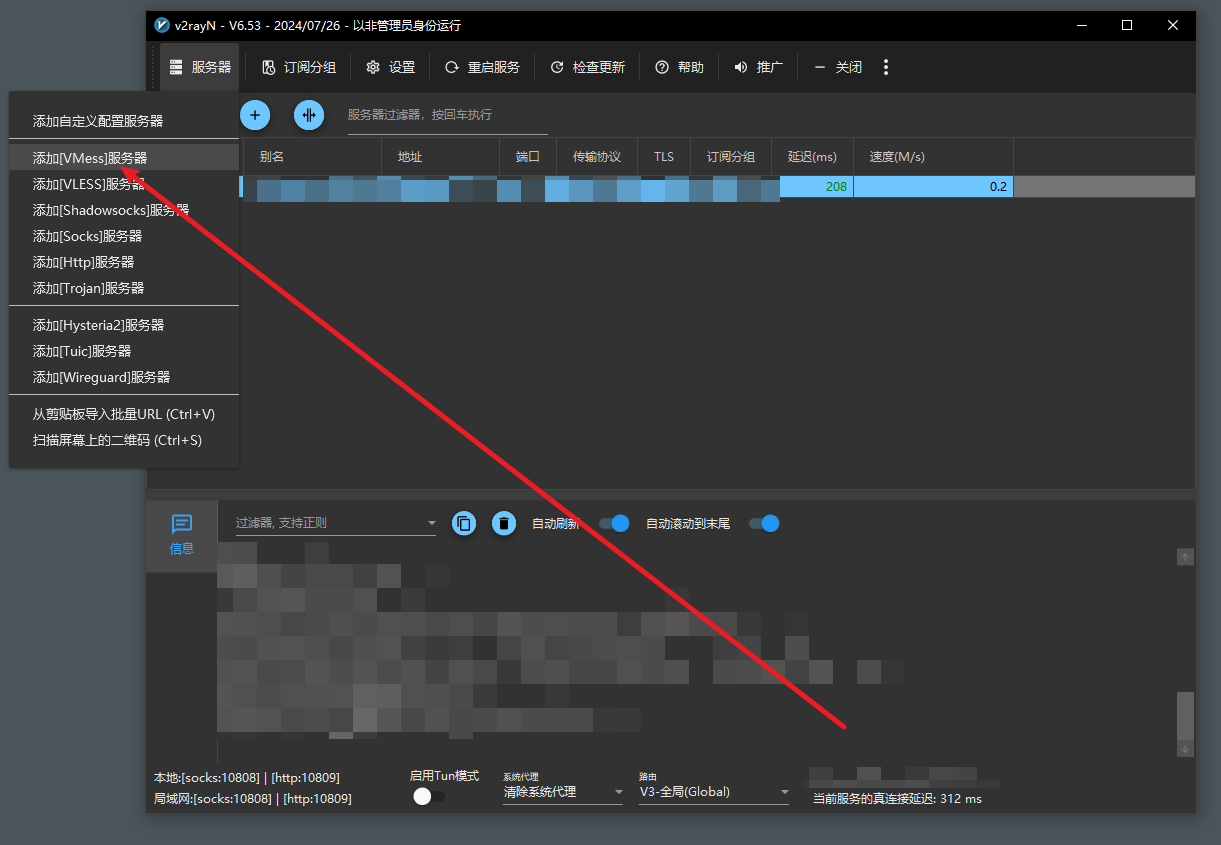 v2rayN - V6.53 - 2024/07/26 - 以非管理员身份运行
服务器 订阅分组 设置 重启服务 检查更新 帮助 推广 关闭
添加自定义配置服务器
添加[VMess]服务器
添加[VLESS]服务器
添加[Shadowsocks]服务器
添加[Socks]服务器
添加[Http]服务器
添加[Trojan]服务器
添加[Hysteria2]服务器
添加[Tuic]服务器
添加[Wireguard]服务器
从剪贴板导入批量URL (Ctrl+V)
扫描屏幕上的二维码 (Ctrl+S)
服务器过滤器，按回车执行
别名 地址 端口 传输协议 TLS 订阅分组 延迟(ms) 速度(M/s)
208 0.2
信息
过滤器, 支持正则 自动刷新 自动滚动到末尾
本地:[socks:10808] | [http:10809]
局域网:[socks:10808] | [http:10809]
启用Tun模式
系统代理
清除系统代理
路由
V3-全局(Global)
当前服务的真连接延迟: 312 ms